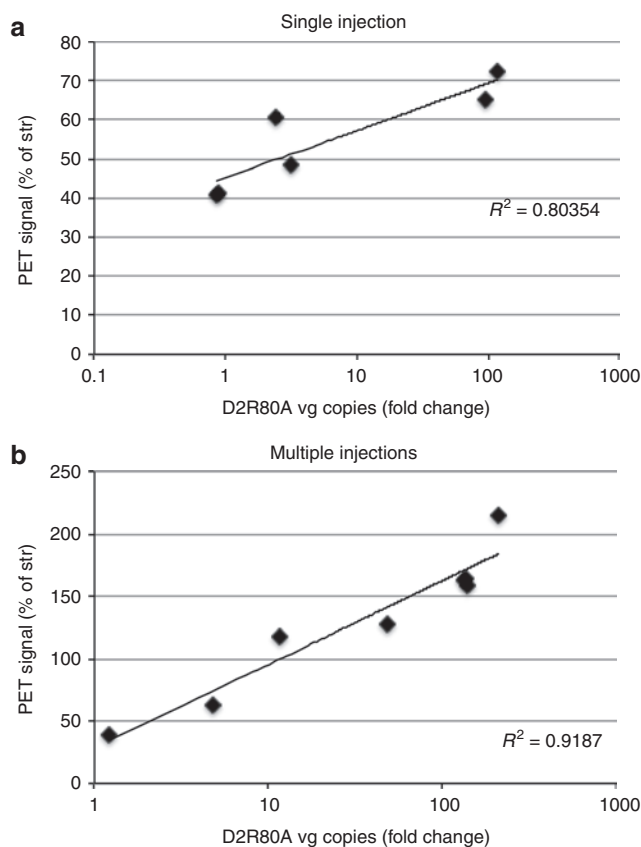 a
Single injection
80
70
60
50
40
30
20
10
0
PET signal (% of str)
R² = 0.80354
0.1 1 10 100 1000
D2R80A vg copies (fold change)
b
Multiple injections
250
200
150
100
50
0
PET signal (% of str)
R² = 0.9187
1 10 100 1000
D2R80A vg copies (fold change)